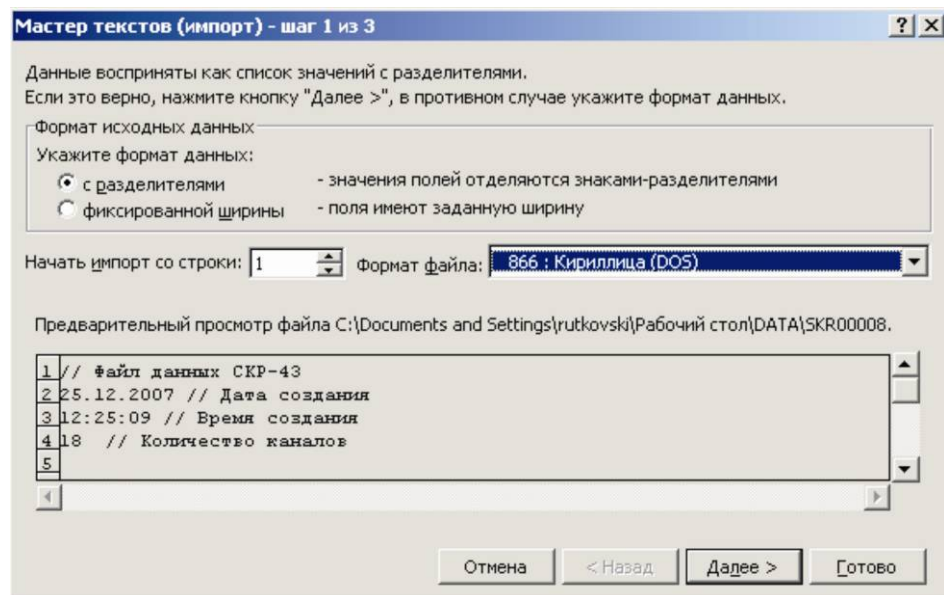 Мастер текстов (импорт) - шаг 1 из 3
Данные восприняты как список значений с разделителями.
Если это верно, нажмите кнопку "Далее >", в противном случае укажите формат данных.
Формат исходных данных
Укажите формат данных:
с разделителями - значения полей отделяются знаками-разделителями
фиксированной ширины - поля имеют заданную ширину
Начать импорт со строки: 1 Формат файла: 866 : Кириллица (DOS)
Предварительный просмотр файла C:\Documents and Settings\rutkovski\Рабочий стол\DATA\SKR00008.
1 // Файл данных СКР-43
2 25.12.2007 // Дата создания
3 12:25:09 // Время создания
4 18 // Количество каналов
5
Отмена < Назад Далее > Готово